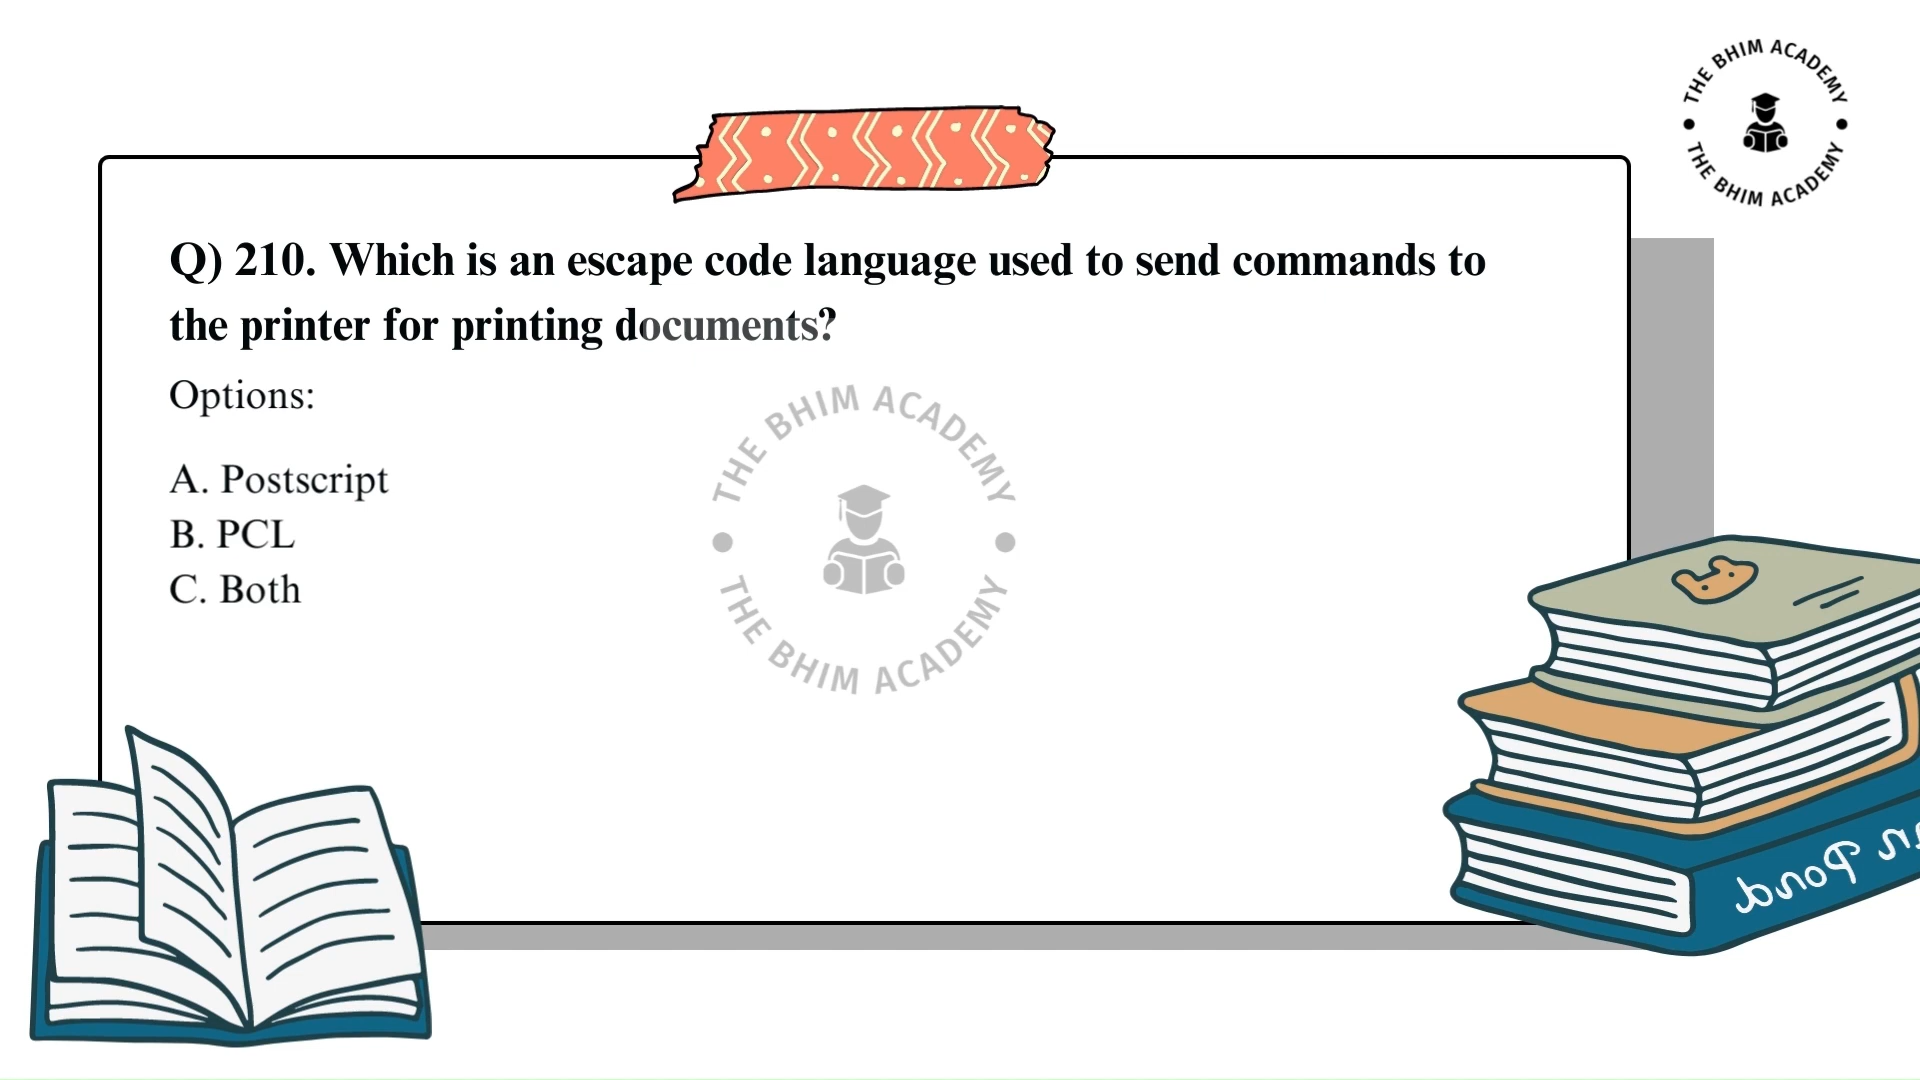 THE BHIM ACADEMY
THE BHIM ACADEMY
Q) 210. Which is an escape code language used to send commands to
the printer for printing documents?
Options:
A. Postscript
B. PCL
C. Both
THE BHIM ACADEMY
THE BHIM ACADEMY
Pond